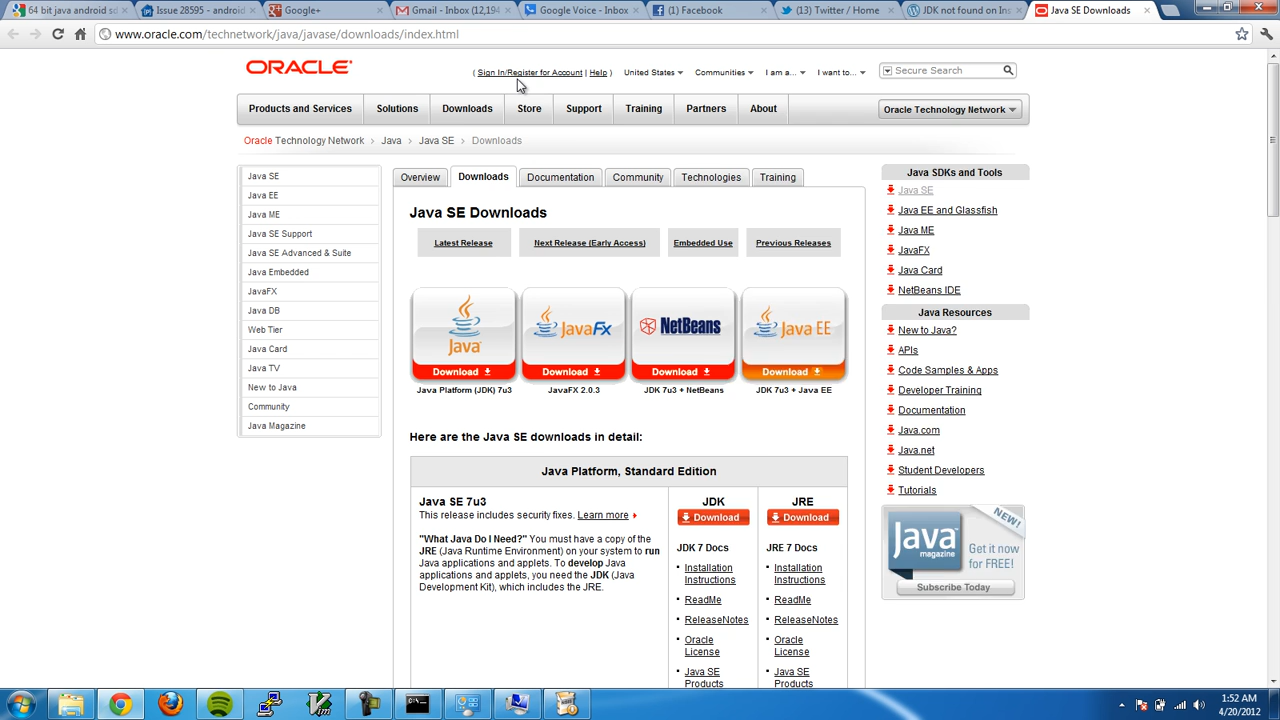 64 bit java android sd
Issue 28595 - android
Google+
Gmail - Inbox (12,194
Google Voice - Inbox
(1) Facebook
(13) Twitter / Home
JDK not found on Ins
Java SE Downloads
www.oracle.com/technetwork/java/javase/downloads/index.html
ORACLE
( Sign In/Register for Account | Help ) United States Communities I am a... I want to... Secure Search
Products and Services Solutions Downloads Store Support Training Partners About Oracle Technology Network
Oracle Technology Network > Java > Java SE > Downloads
Java SE
Java EE
Java ME
Java SE Support
Java SE Advanced & Suite
Java Embedded
JavaFX
Java DB
Web Tier
Java Card
Java TV
New to Java
Community
Java Magazine
Overview Downloads Documentation Community Technologies Training
Java SE Downloads
Latest Release Next Release (Early Access) Embedded Use Previous Releases
Java JavaFX NetBeans Java EE
Download Download Download Download
Java Platform (JDK) 7u3 JavaFX 2.0.3 JDK 7u3 + NetBeans JDK 7u3 + Java EE
Here are the Java SE downloads in detail:
Java Platform, Standard Edition
Java SE 7u3
This release includes security fixes. Learn more
"What Java Do I Need?" You must have a copy of the
JRE (Java Runtime Environment) on your system to run
Java applications and applets. To develop Java
applications and applets, you need the JDK (Java
Development Kit), which includes the JRE.
JDK
Download
JDK 7 Docs
Installation
Instructions
ReadMe
ReleaseNotes
Oracle
License
Java SE
Products
JRE
Download
JRE 7 Docs
Installation
Instructions
ReadMe
ReleaseNotes
Oracle
License
Java SE
Products
Java SDKs and Tools
Java SE
Java EE and Glassfish
Java ME
JavaFX
Java Card
NetBeans IDE
Java Resources
New to Java?
APIs
Code Samples & Apps
Developer Training
Documentation
Java.com
Java.net
Student Developers
Tutorials
NEW!
Java
magazine
Get it now
for FREE!
Subscribe Today
1:52 AM
4/20/2012